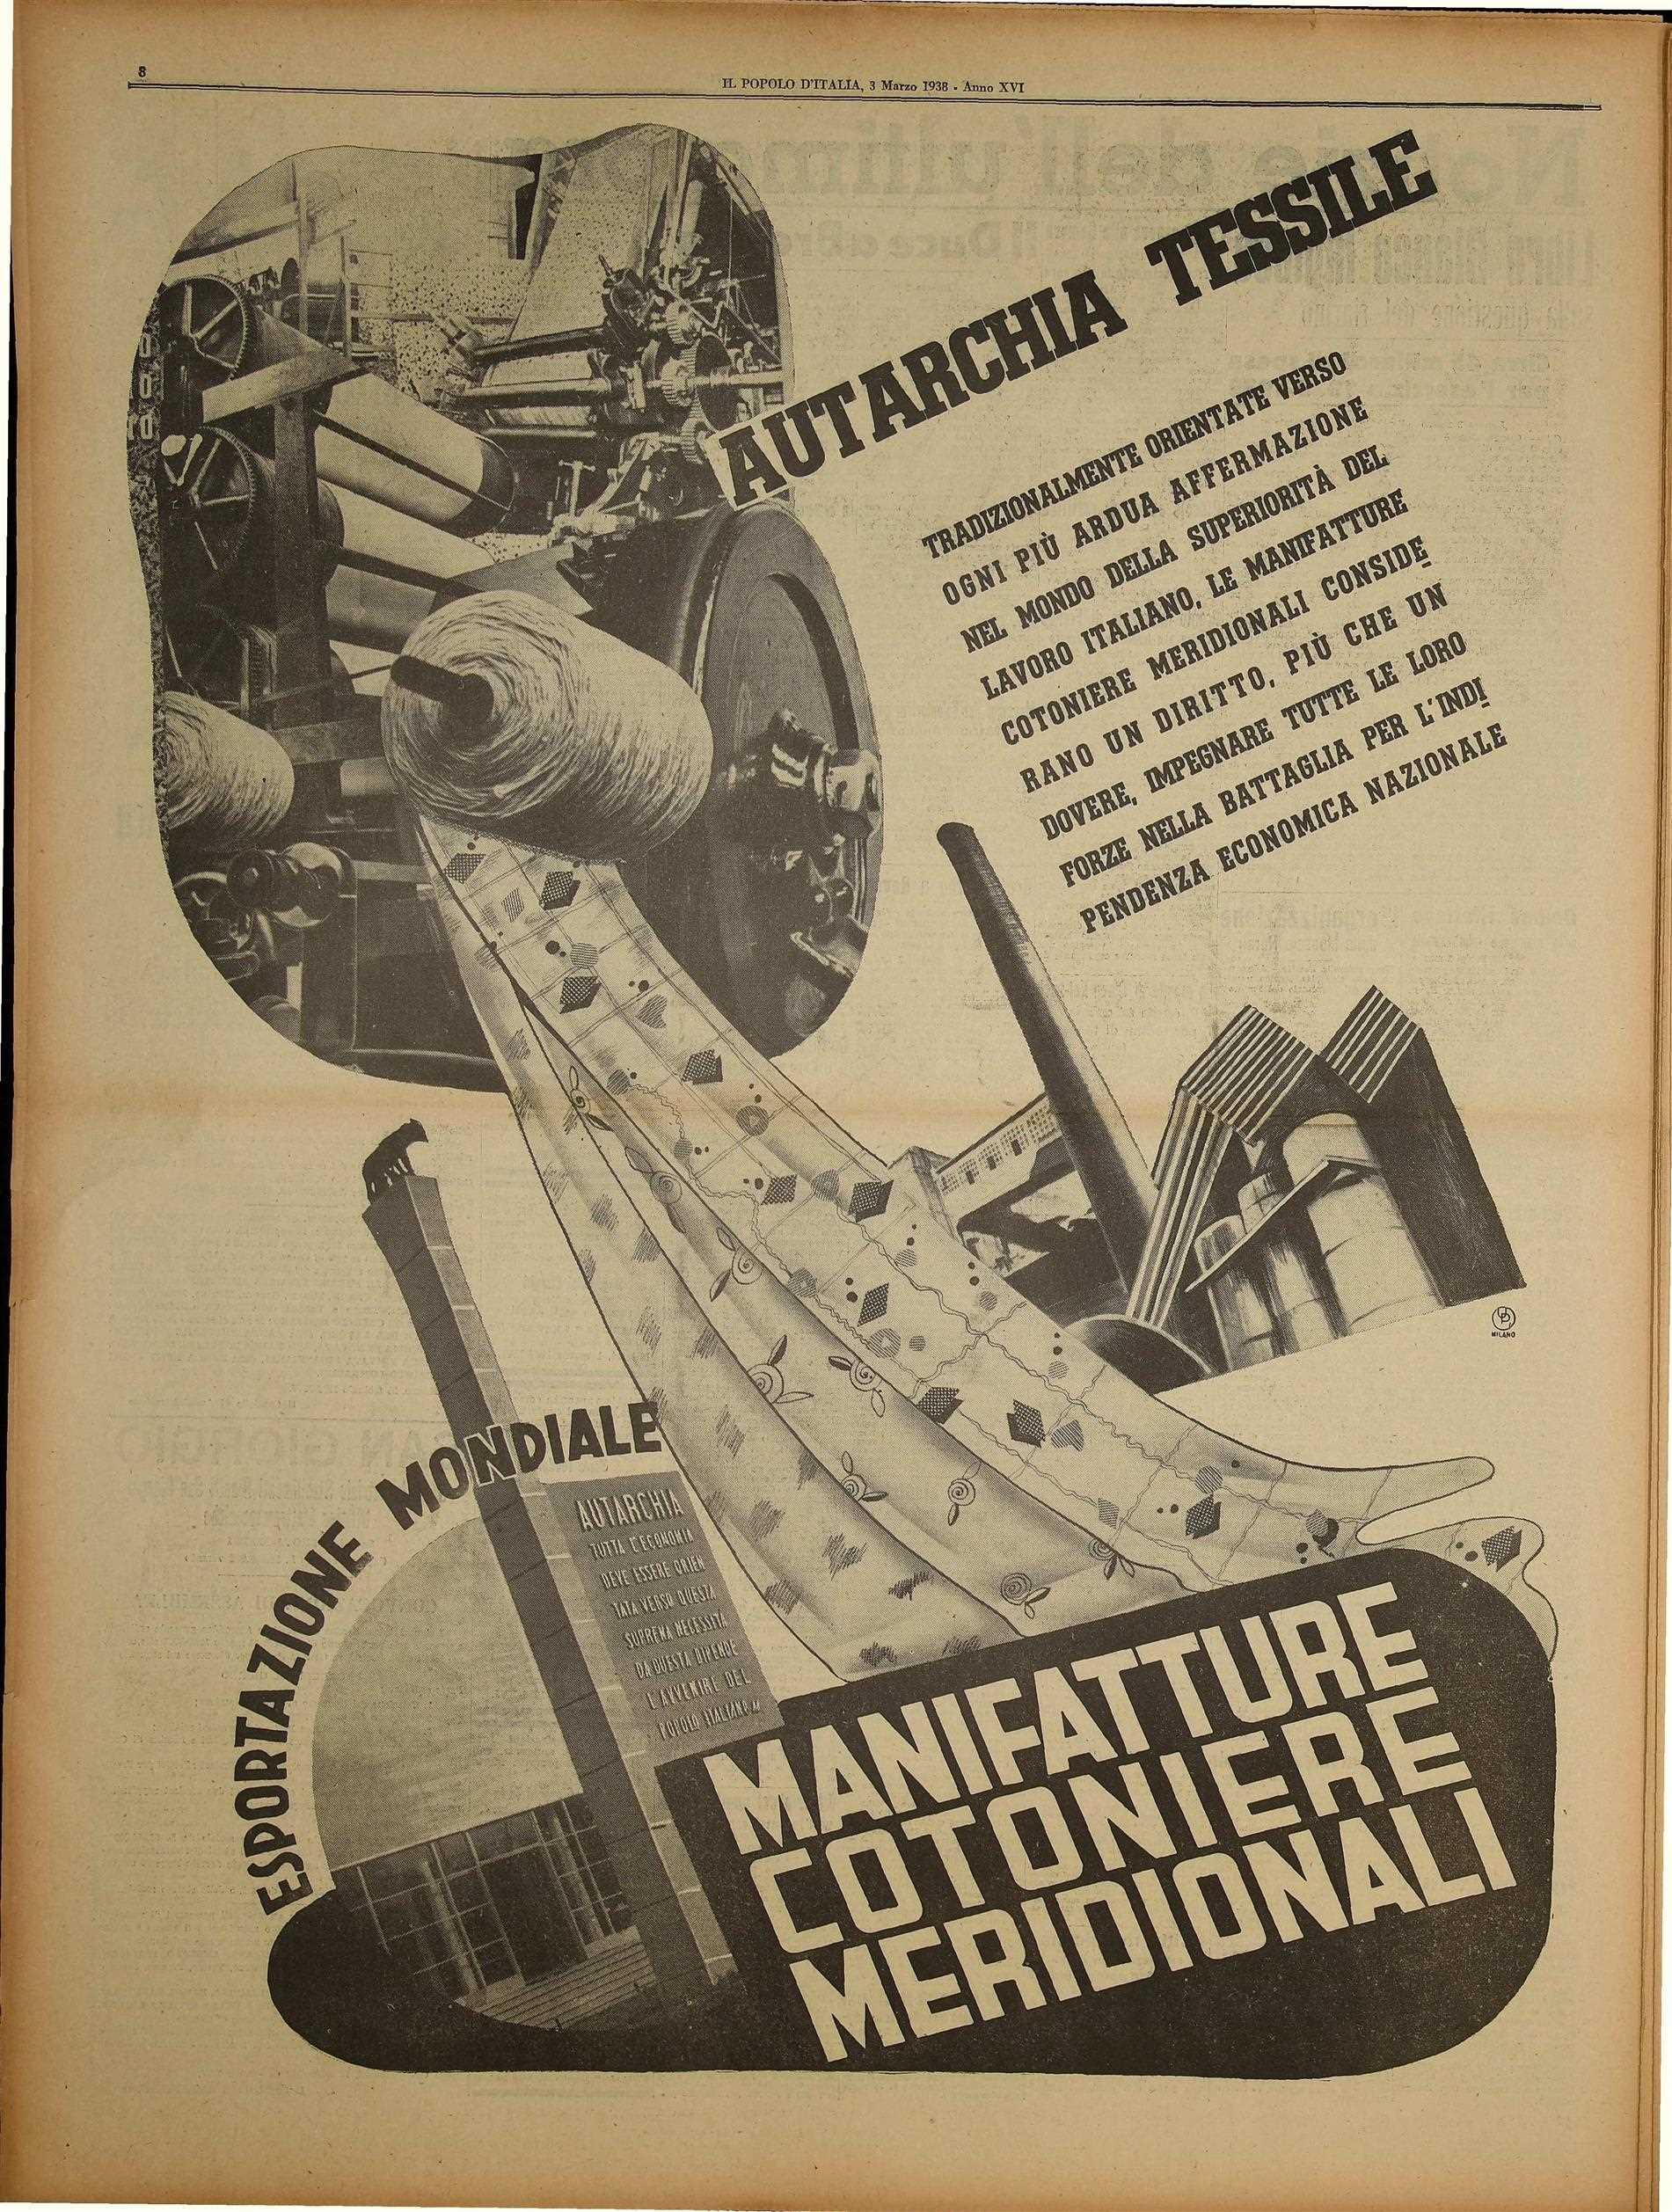 8
IL POPOLO D'ITALIA, 3 Marzo 1938 - Anno XVI
AUTARCHIA TESSILE
TRADIZIONALMENTE ORIENTATE VERSO
OGNI PIÙ ARDUA AFFERMAZIONE
NEL MONDO DELLA SUPERIORITÀ DEL
LAVORO ITALIANO, LE MANIFATTURE
COTONIERE MERIDIONALI CONSIDE
RANO UN DIRITTO, PIÙ CHE UN
DOVERE, IMPEGNARE TUTTE LE LORO
FORZE NELLA BATTAGLIA PER L'INDI
PENDENZA ECONOMICA NAZIONALE
MILANO
ESPORTAZIONE MONDIALE
AUTARCHIA
TUTTA L'ECONOMIA
DEVE ESSERE ORIEN
TATA VERSO QUESTA
SUPREMA NECESSITÀ
DA QUESTA DIPENDE
L'AVVENIRE DEL
POPOLO ITALIANO
MANIFATTURE
COTONIERE
MERIDIONALI